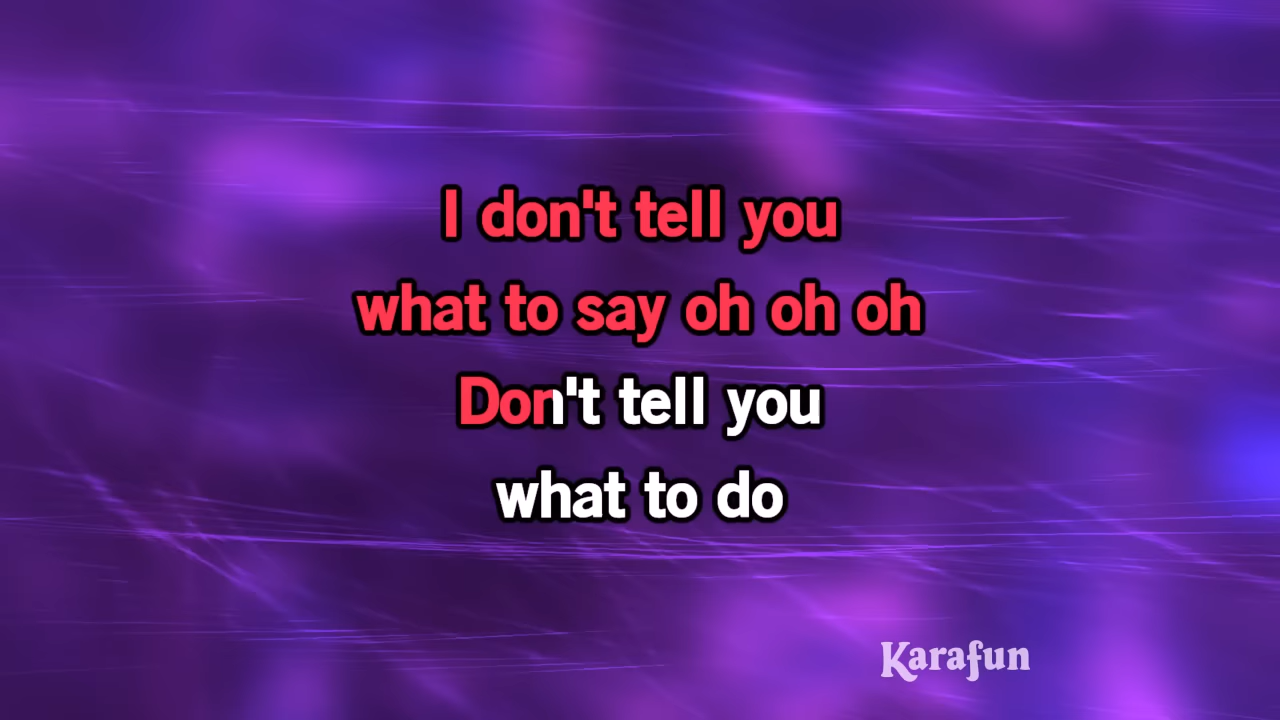 I don't tell you
what to say oh oh oh
Don't tell you
what to do
Karafun